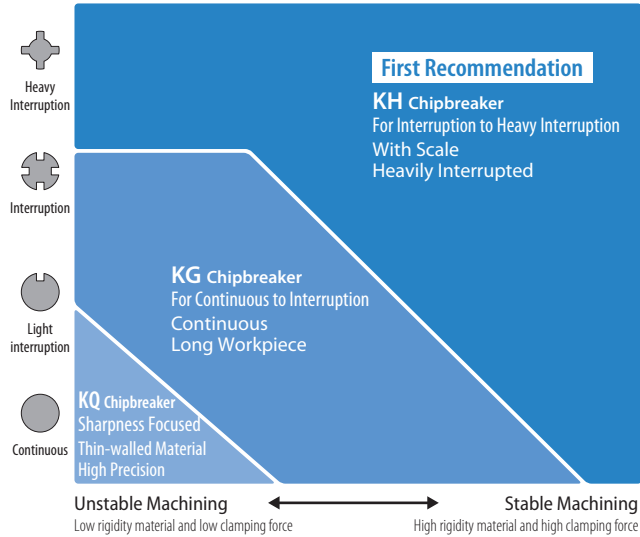 Heavy
Interruption
First Recommendation
KH Chipbreaker
For Interruption to Heavy Interruption
With Scale
Heavily Interrupted
Interruption
KG Chipbreaker
For Continuous to Interruption
Continuous
Long Workpiece
Light
interruption
KQ Chipbreaker
Sharpness Focused
Thin-walled Material
High Precision
Continuous
Unstable Machining
Low rigidity material and low clamping force
Stable Machining
High rigidity material and high clamping force